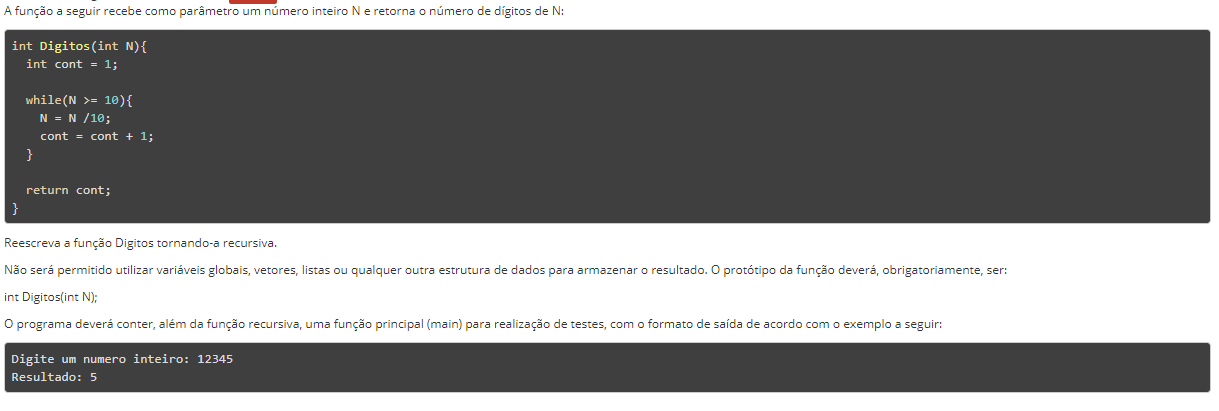 A função a seguir recebe como parâmetro um número inteiro N e retorna o número de dígitos de N:
int Digitos(int N){
  int cont = 1;
  while(N >= 10){
    N = N /10;
    cont = cont + 1;
  }
  return cont;
}
Reescreva a função Digitos tornando-a recursiva.
Não será permitido utilizar variáveis globais, vetores, listas ou qualquer outra estrutura de dados para armazenar o resultado. O protótipo da função deverá, obrigatoriamente, ser:
int Digitos(int N);
O programa deverá conter, além da função recursiva, uma função principal (main) para realização de testes, com o formato de saída de acordo com o exemplo a seguir:
Digite um numero inteiro: 12345
Resultado: 5